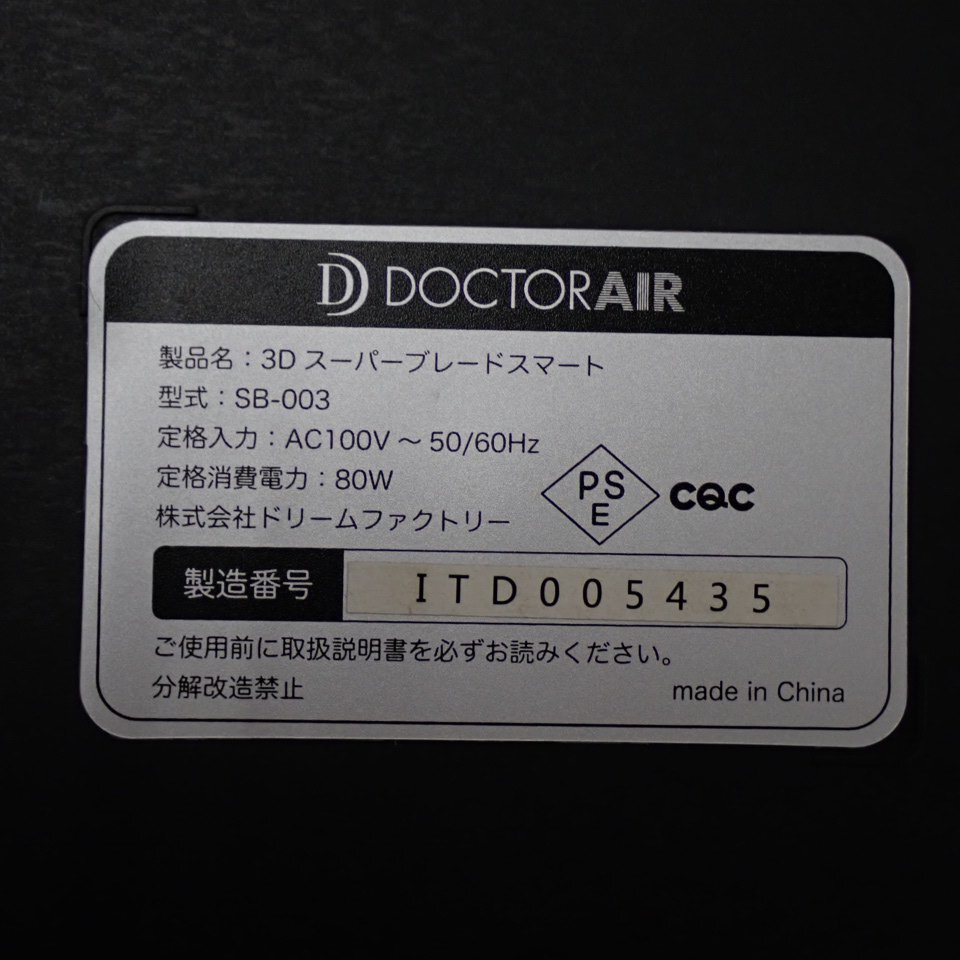 DOCTORAIR
製品名：3D スーパーブレードスマート
型式：SB-003
定格入力：AC100V ～ 50/60Hz
定格消費電力：80W
株式会社ドリームファクトリー
PS
E
CQC
製造番号 ITD005435
ご使用前に取扱説明書を必ずお読みください。
分解改造禁止
made in China